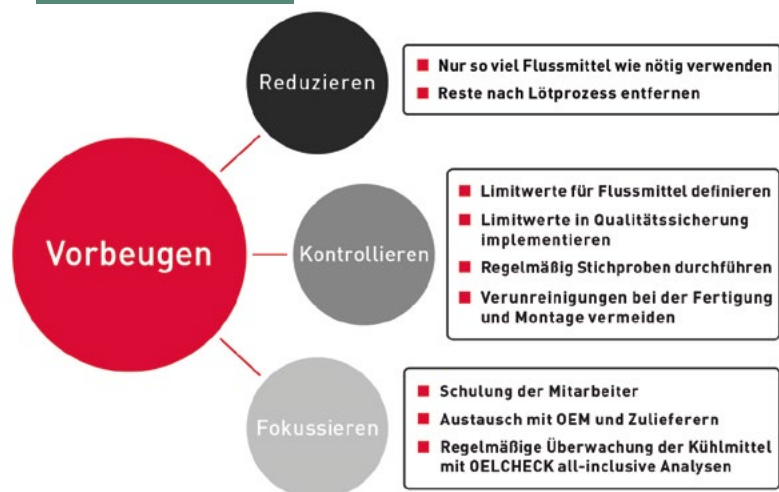 Vorbeugen
Reduzieren
Nur so viel Flussmittel wie nötig verwenden
Reste nach Lötprozess entfernen
Kontrollieren
Limitwerte für Flussmittel definieren
Limitwerte in Qualitätssicherung
implementieren
Regelmäßig Stichproben durchführen
Verunreinigungen bei der Fertigung
und Montage vermeiden
Fokussieren
Schulung der Mitarbeiter
Austausch mit OEM und Zulieferern
Regelmäßige Überwachung der Kühlmittel
mit OELCHECK all-inclusive Analysen